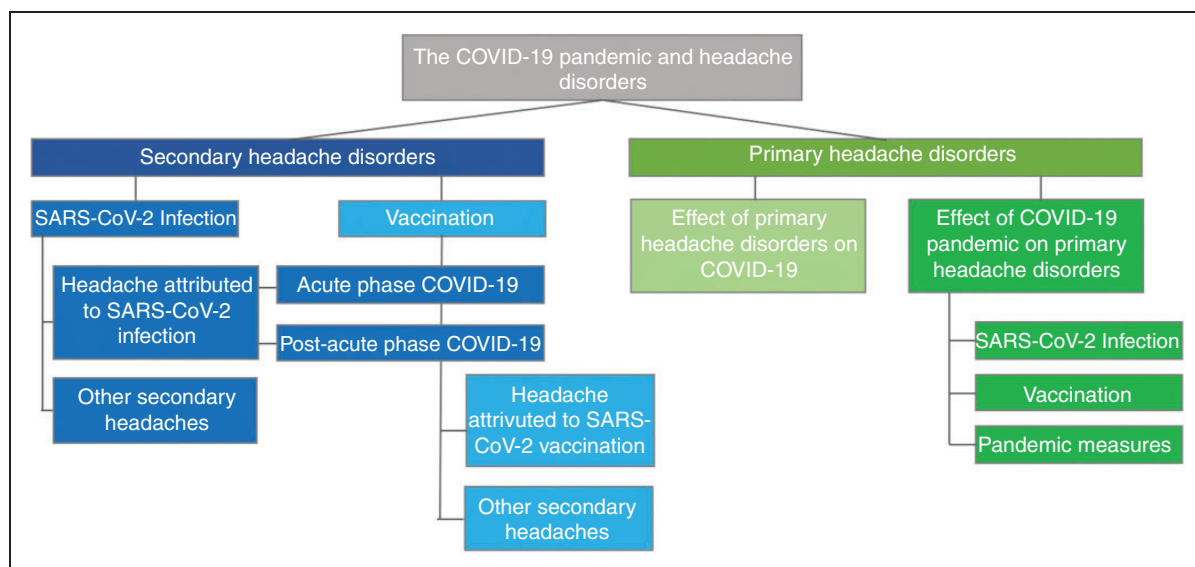 The COVID-19 pandemic and headache
disorders
Secondary headache disorders
Primary headache disorders
SARS-CoV-2 Infection
Vaccination
Effect of primary
headache disorders on
COVID-19
Effect of COVID-19
pandemic on primary
headache disorders
Headache attributed
to SARS-CoV-2
infection
Acute phase COVID-19
Post-acute phase COVID-19
SARS-CoV-2 Infection
Vaccination
Pandemic measures
Other secondary
headaches
Headache
attrivuted to SARS-
CoV-2 vaccination
Other secondary
headaches